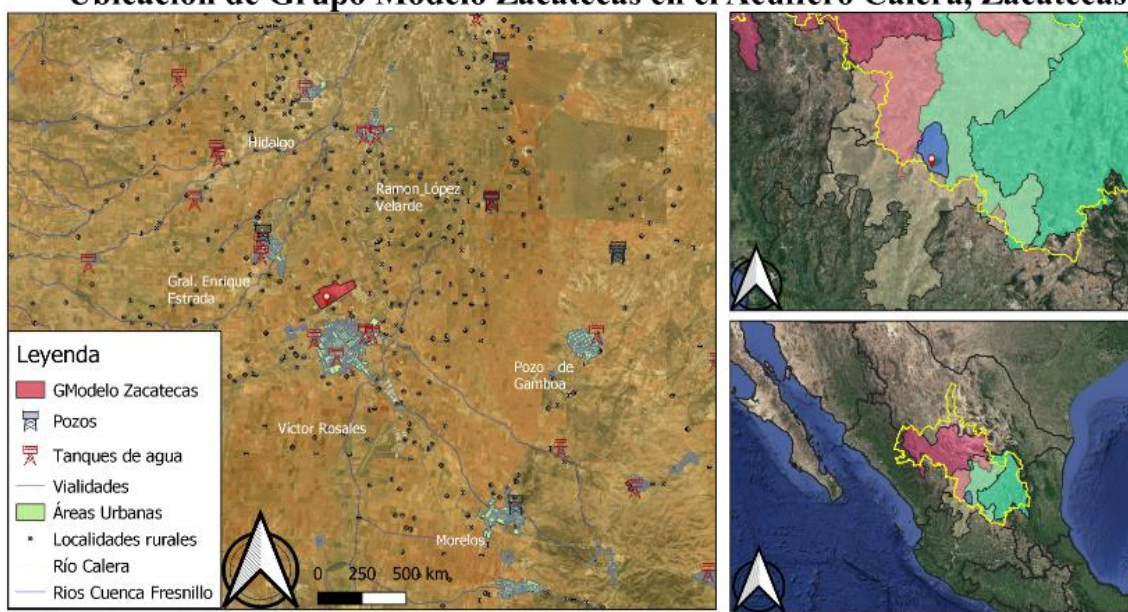 Ubicación de Grupo Modelo Zacatecas en el Acuífero Calera, Zacatecas
Hidalgo
Ramon López
Velarde
Gral. Enrique
Estrada
Pozo de
Gamboa
Víctor Rosales
Morelos
Leyenda
GModelo Zacatecas
Pozos
Tanques de agua
Vialidades
Áreas Urbanas
Localidades rurales
Río Calera
Rios Cuenca Fresnillo
0 250 500 km